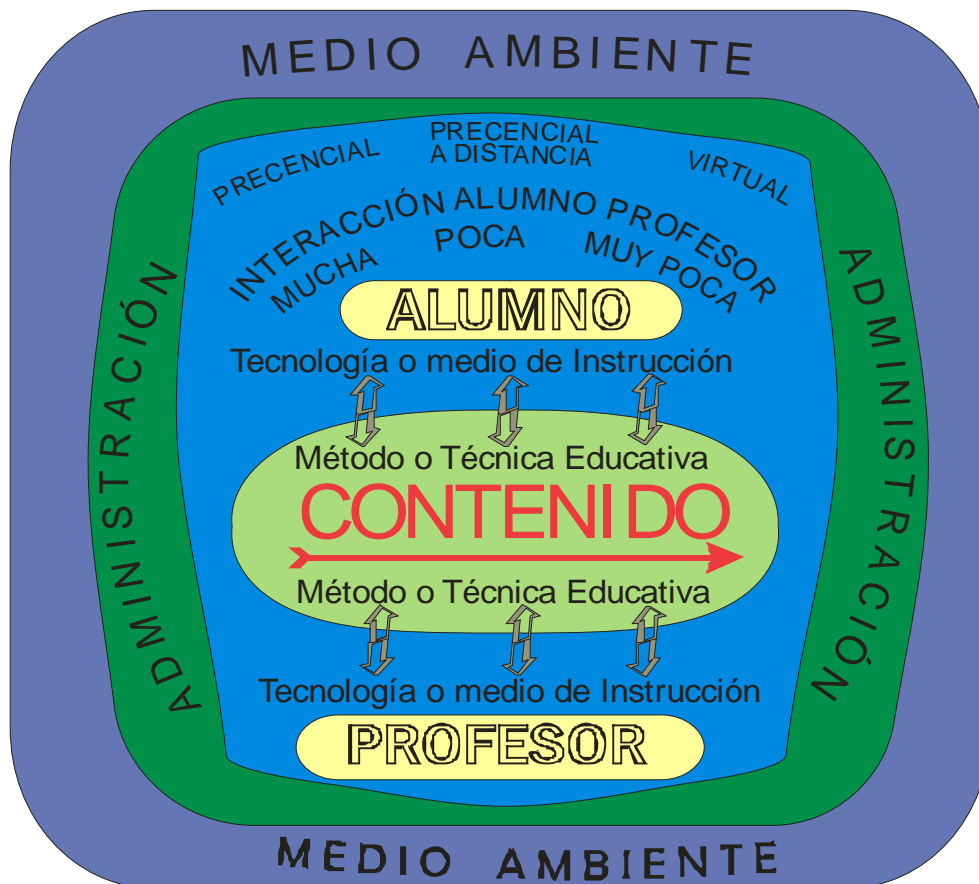 MEDIO AMBIENTE
PRECENCIAL
PRECENCIAL
A DISTANCIA
VIRTUAL
INTERACCIÓN ALUMNO PROFESOR
MUCHA
POCA
MUY POCA
ALUMNO
Tecnología o medio de Instrucción
Método o Técnica Educativa
CONTENIDO
Método o Técnica Educativa
Tecnología o medio de Instrucción
PROFESOR
ADMINISTRACIÓN
ADMINISTRACIÓN
MEDIO AMBIENTE